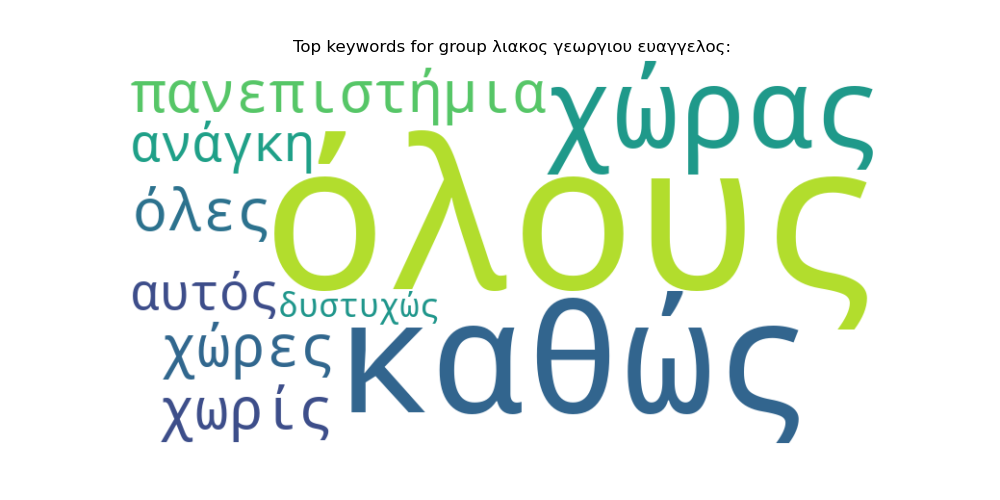 Top keywords for group λιακος γεωργιου ευαγγελος:
πανεπιστήμια
χώρας
ανάγκη
όλους
όλες
αυτός
δυστυχώς
καθώς
χώρες
χωρίς